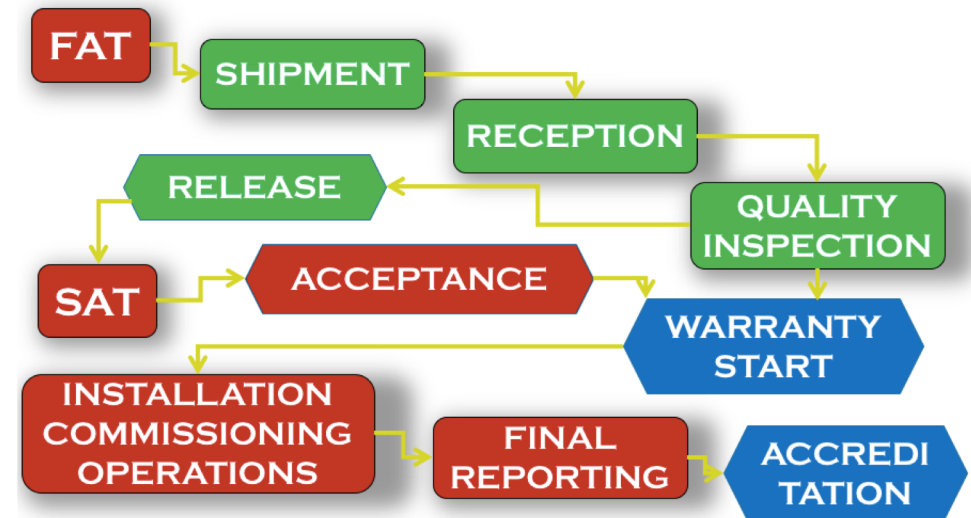 FAT
SHIPMENT
RECEPTION
QUALITY
INSPECTION
RELEASE
SAT
ACCEPTANCE
WARRANTY
START
INSTALLATION
COMMISSIONING
OPERATIONS
FINAL
REPORTING
ACCREDI
TATION